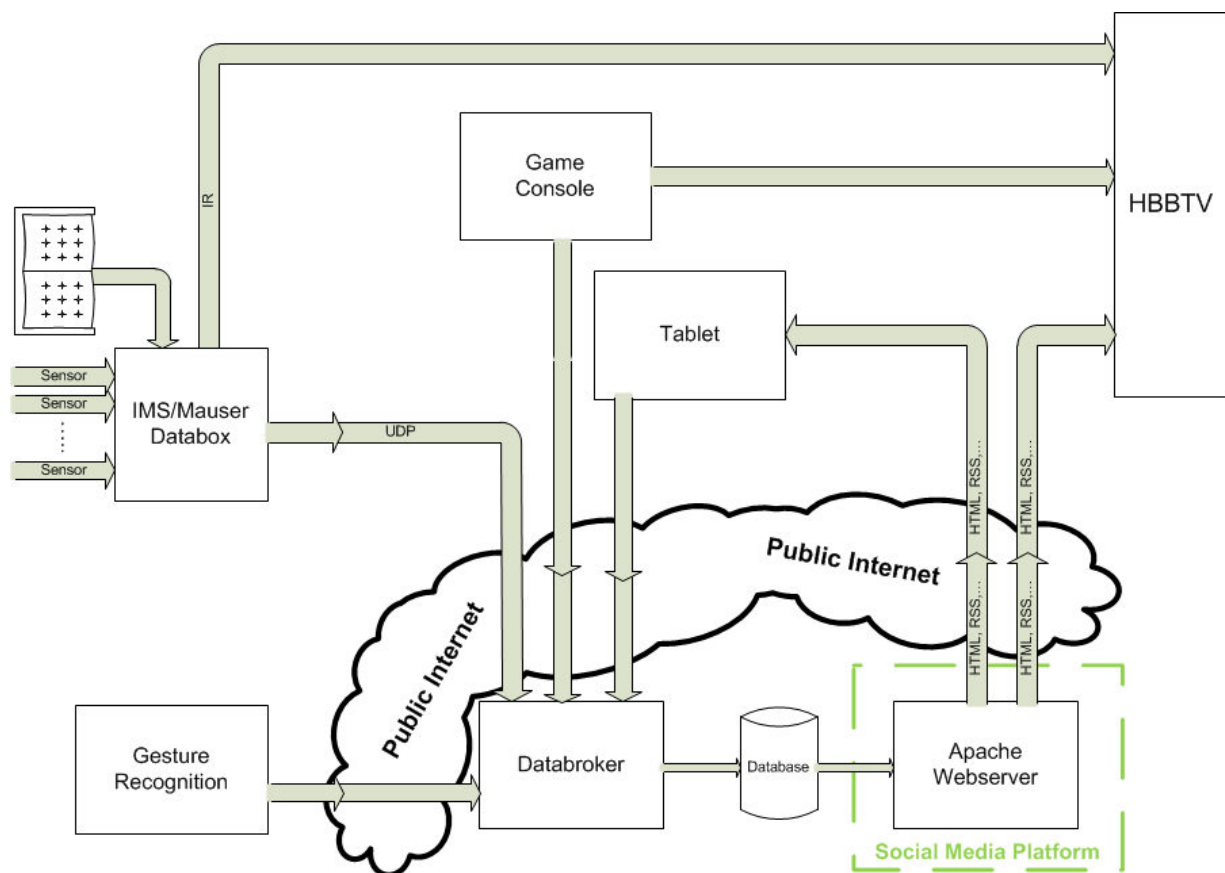 IR
Game
Console
HBBTV
Tablet
Sensor
Sensor
Sensor
IMS/Mauser
Databox
UDP
HTML, RSS,...
HTML, RSS,...
Public Internet
HTML, RSS,...
HTML, RSS,...
Public Internet
Gesture
Recognition
Databroker
Database
Apache
Webserver
Social Media Platform